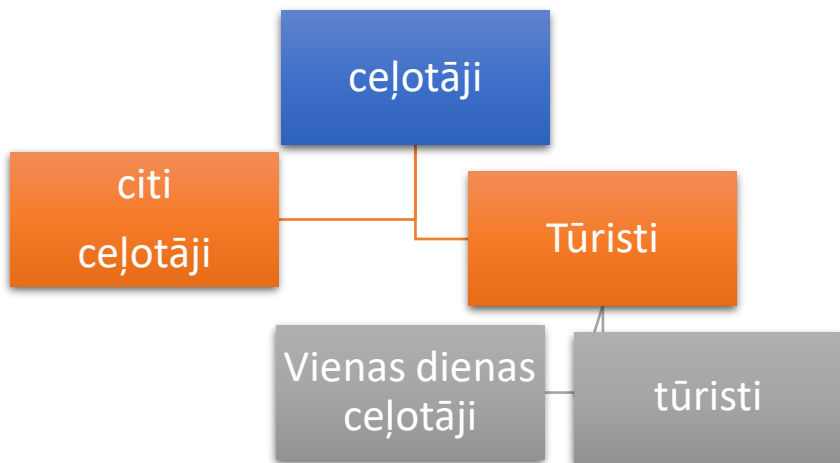 ceļotāji
citi
ceļotāji
Tūristi
Vienas dienas
ceļotāji
tūristi